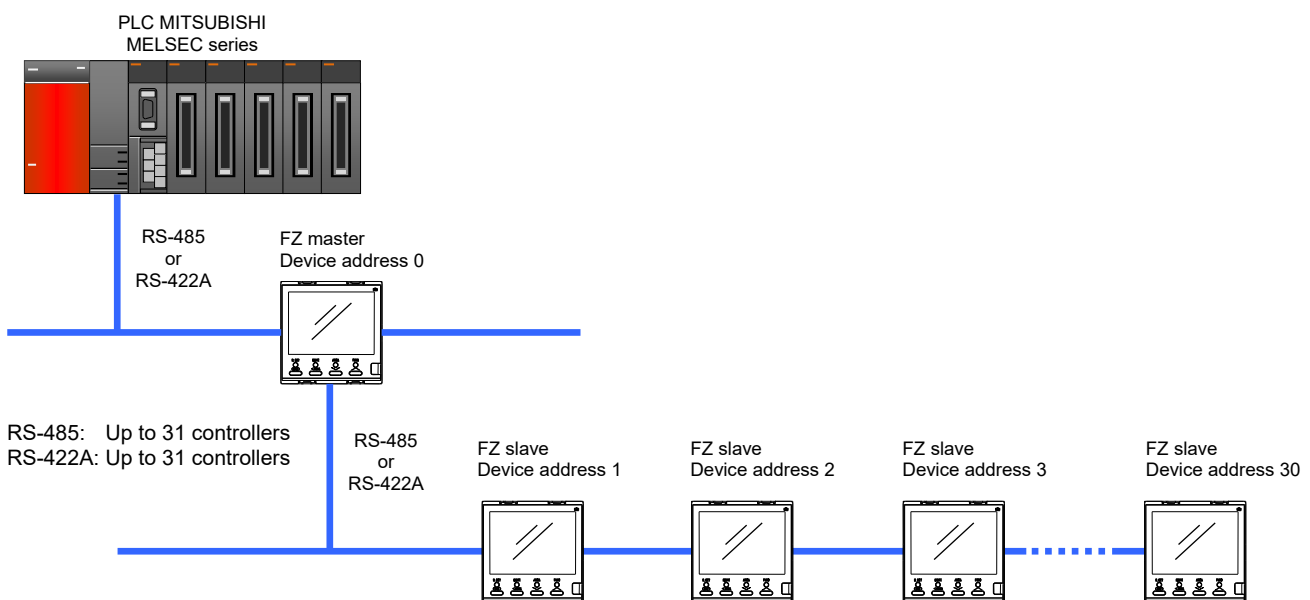 PLC MITSUBISHI
MELSEC series
RS-485
or
RS-422A
FZ master
Device address 0
RS-485: Up to 31 controllers
RS-422A: Up to 31 controllers
RS-485
or
RS-422A
FZ slave
Device address 1
FZ slave
Device address 2
FZ slave
Device address 3
FZ slave
Device address 30